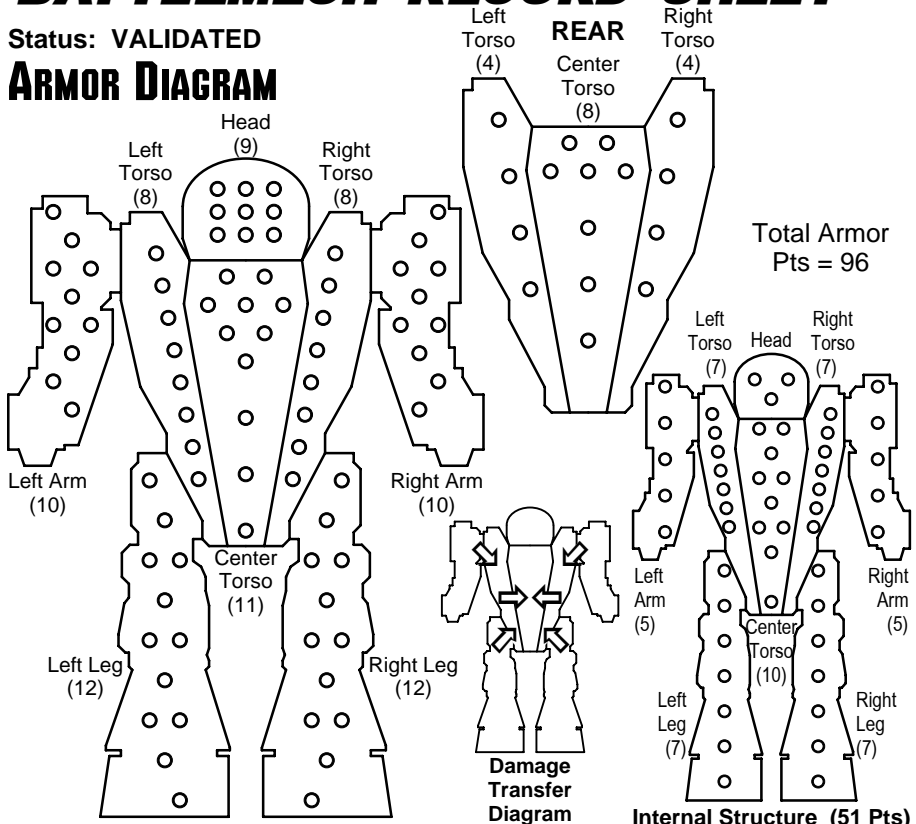 BATTLEMECH RECORD SHEET
Status: VALIDATED
ARMOR DIAGRAM
Head
(9)
Left
Torso
(8)
Right
Torso
(8)
Left Arm
(10)
Right Arm
(10)
Center
Torso
(11)
Left Leg
(12)
Right Leg
(12)
Left
Torso
(4)
REAR
Right
Torso
(4)
Center
Torso
(8)
Total Armor
Pts = 96
Left
Torso
(7)
Head
Right
Torso
(7)
Left
Arm
(5)
Right
Arm
(5)
Center
Torso
(10)
Left
Leg
(7)
Right
Leg
(7)
Damage
Transfer
Diagram
Internal Structure (51 Pts)